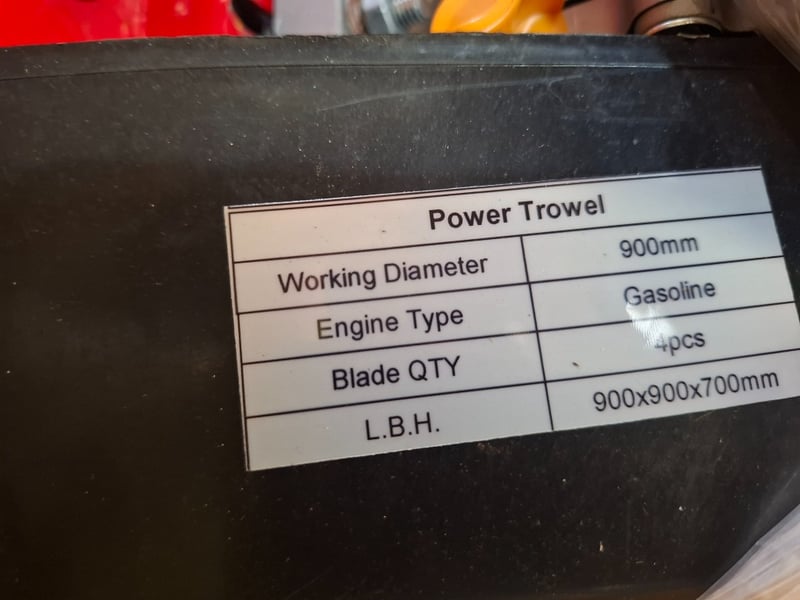 Power Trowel
Working Diameter 900mm
Engine Type Gasoline
Blade QTY 4pcs
L.B.H. 900x900x700mm